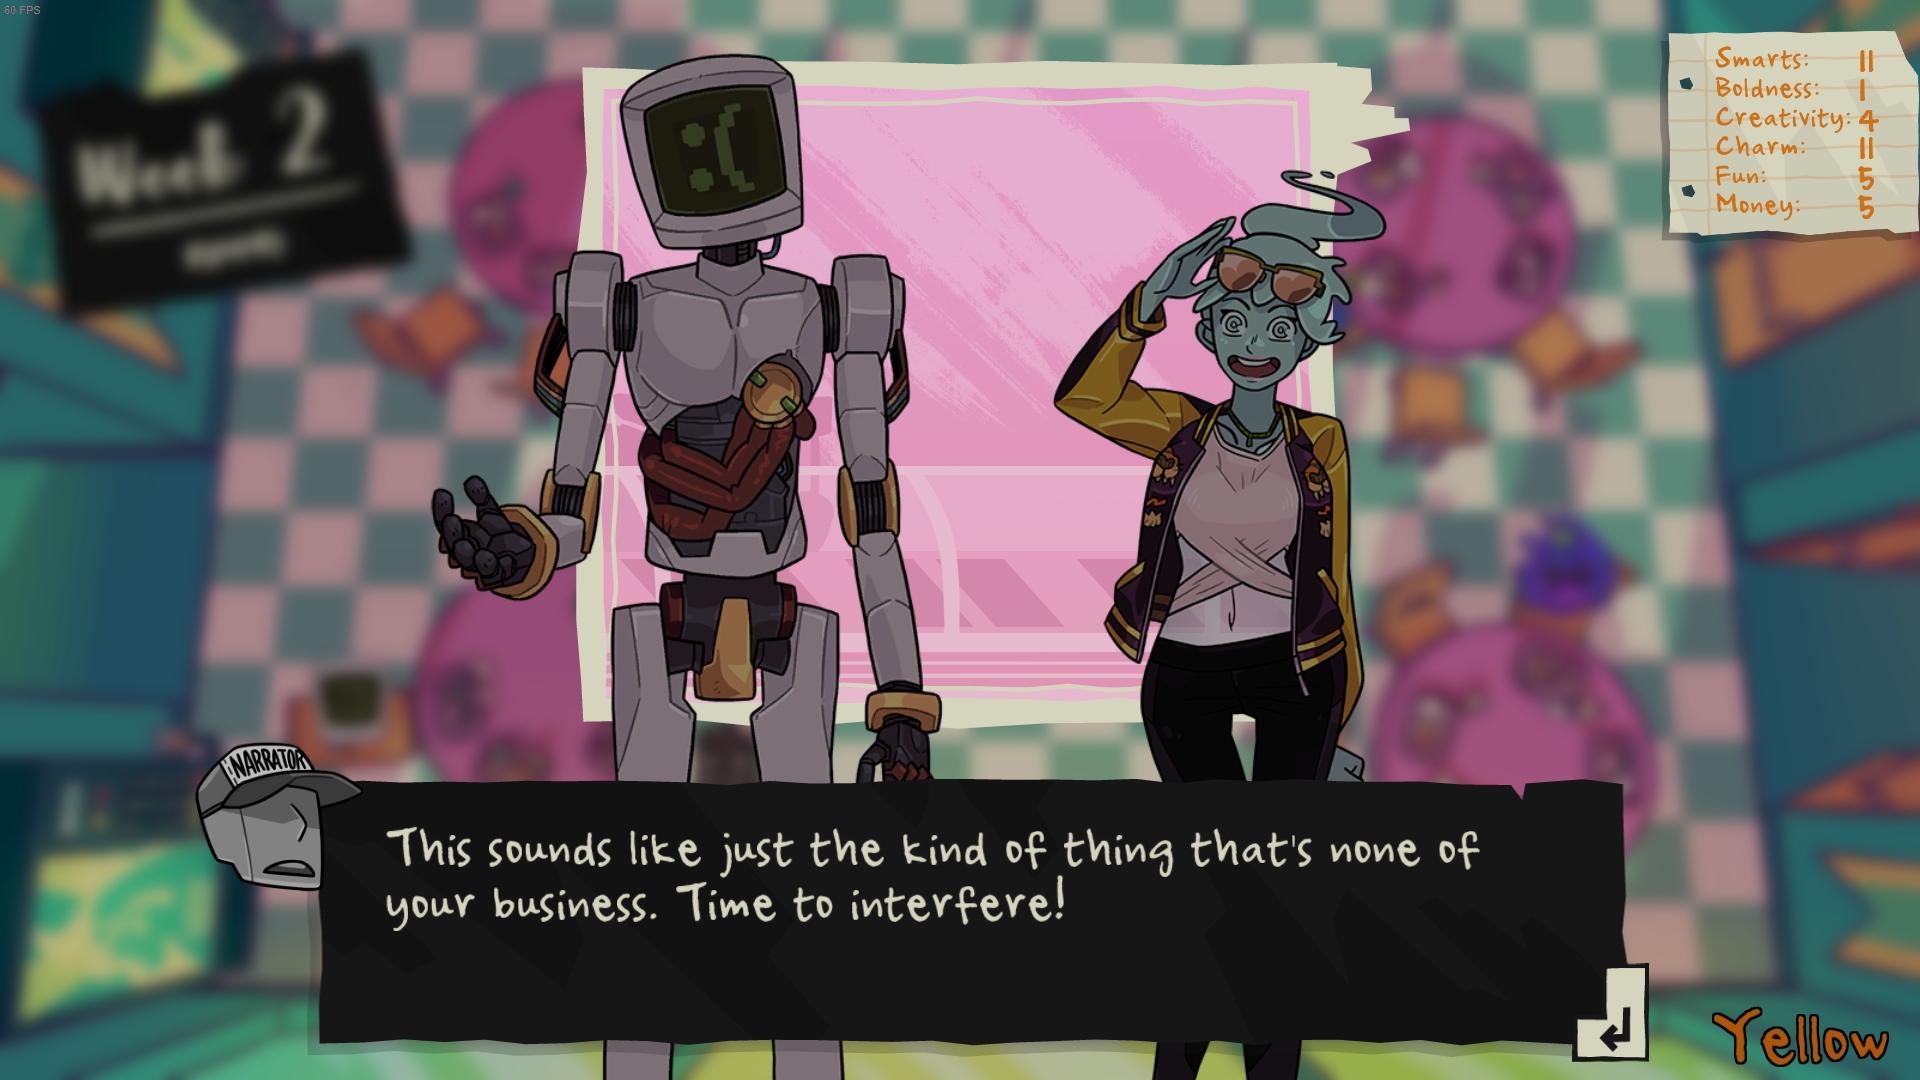 60 FPS
Week 2
noon
Smarts: 11
Boldness: 1
Creativity: 4
Charm: 11
Fun: 5
Money: 5
NARRATOR
This sounds like just the kind of thing that's none of
your business. Time to interfere!
Yellow